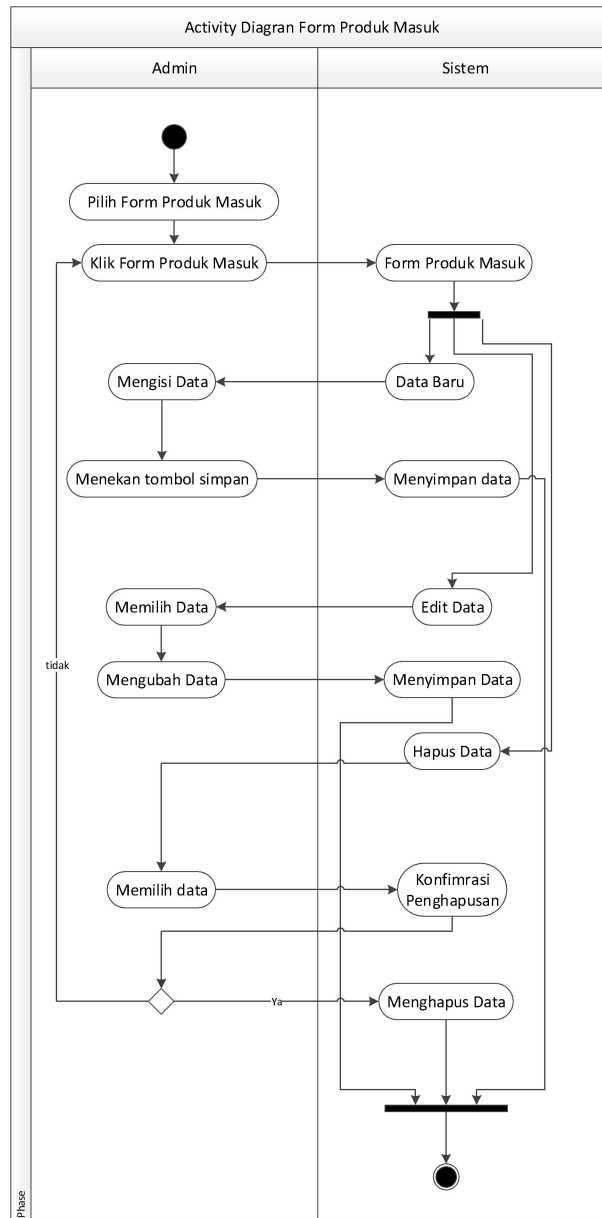 Activity Diagran Form Produk Masuk
Admin
Sistem
Pilih Form Produk Masuk
Klik Form Produk Masuk
Form Produk Masuk
Mengisi Data
Data Baru
Menekan tombol simpan
Menyimpan data
Memilih Data
Edit Data
tidak
Mengubah Data
Menyimpan Data
Hapus Data
Memilih data
Konfimrasi
Penghapusan
Ya
Menghapus Data
Phase